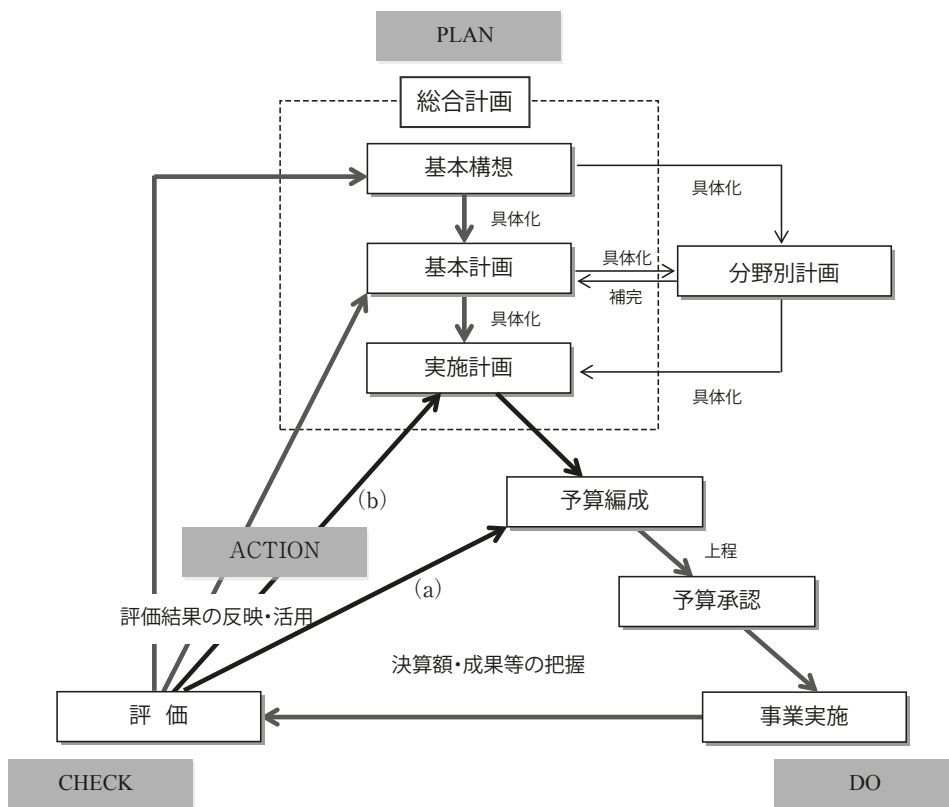 PLAN
総合計画
基本構想
具体化
具体化
基本計画
具体化
補完
分野別計画
具体化
実施計画
具体化
(b)
予算編成
ACTION
上程
(a)
予算承認
評価結果の反映・活用
決算額・成果等の把握
評 価
事業実施
CHECK
DO